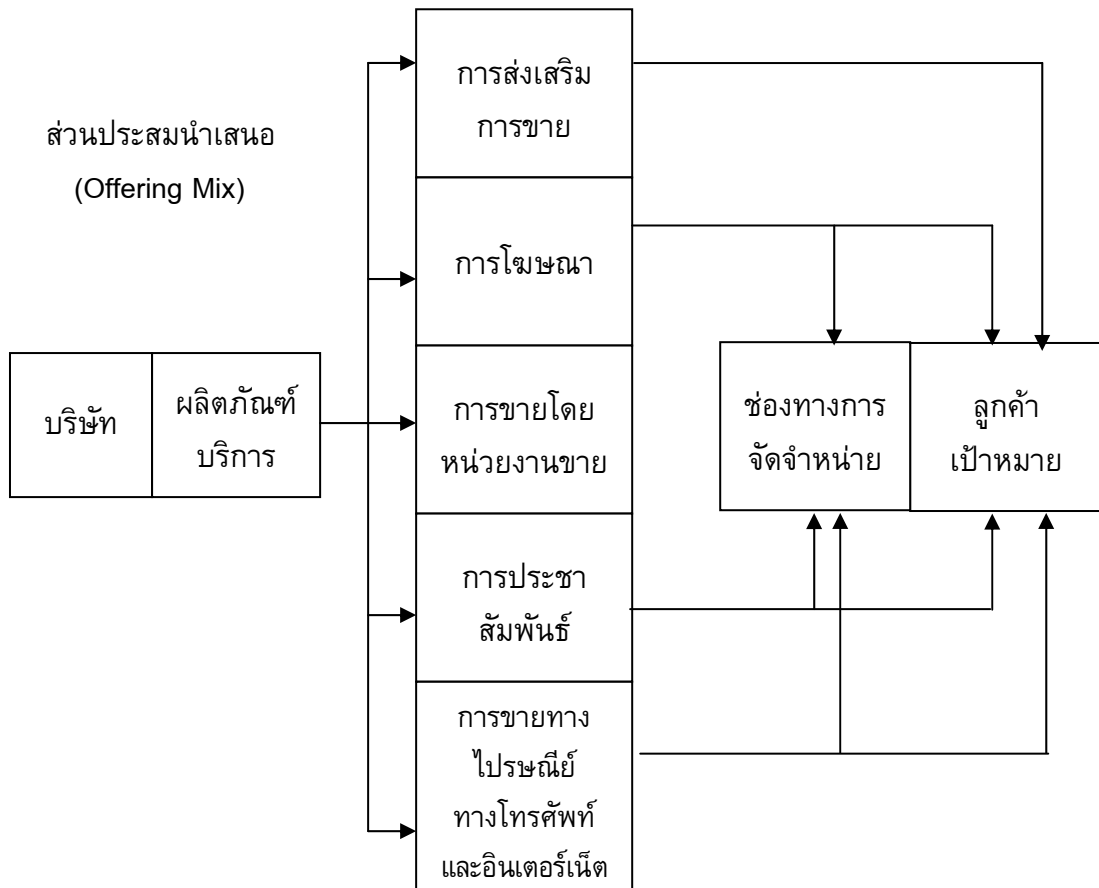 การส่งเสริม
การขาย
ส่วนประสมนำเสนอ
(Offering Mix)
การโฆษณา
บริษัท
ผลิตภัณฑ์
บริการ
การขายโดย
หน่วยงานขาย
ช่องทางการ
จัดจำหน่าย
ลูกค้า
เป้าหมาย
การประชา
สัมพันธ์
การขายทาง
ไปรษณีย์
ทางโทรศัพท์
และอินเตอร์เน็ต